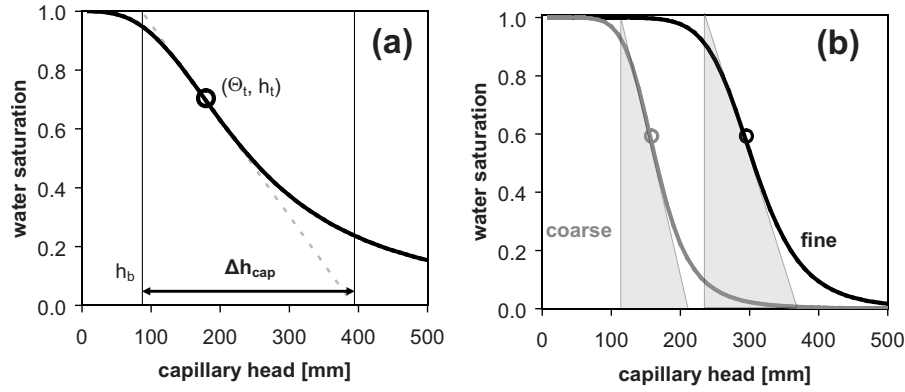 1.0
0.8
0.6
0.4
0.2
0.0
water saturation
(a)
(Θt, ht)
hb
Δhcap
0 100 200 300 400 500
capillary head [mm]
1.0
0.8
0.6
0.4
0.2
0.0
water saturation
(b)
coarse
fine
0 100 200 300 400 500
capillary head [mm]